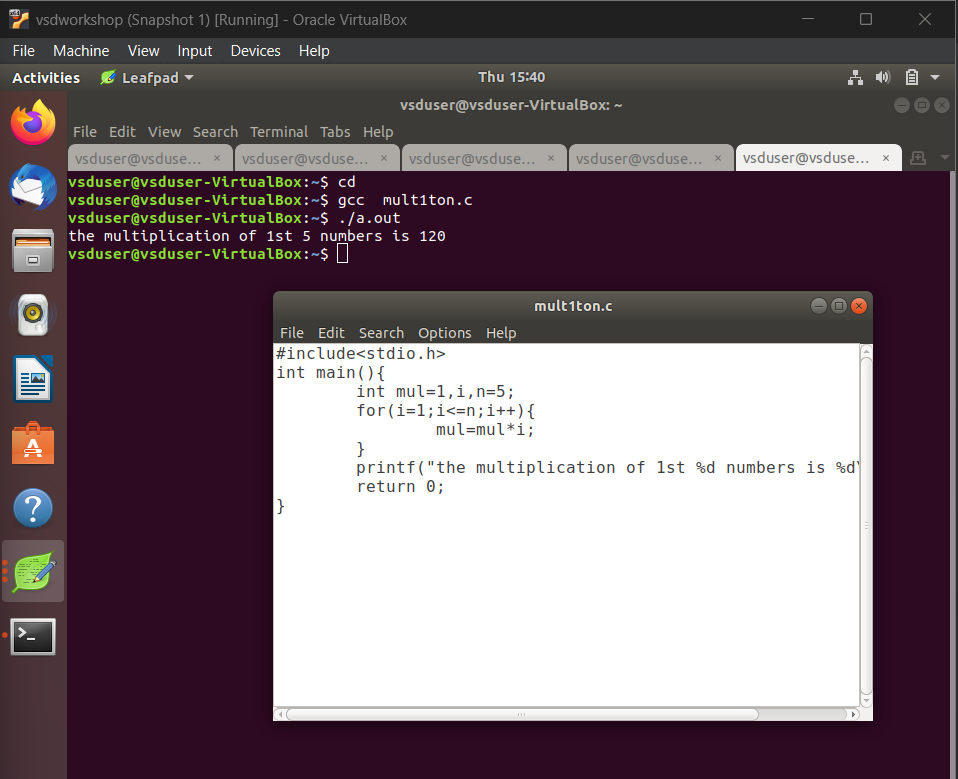 vsdworkshop (Snapshot 1) [Running] - Oracle VirtualBox
File Machine View Input Devices Help
Activities Leafpad Thu 15:40
vsduser@vsduser-VirtualBox: ~
File Edit View Search Terminal Tabs Help
vsduser@vsduse... × vsduser@vsduse... × vsduser@vsduse... × vsduser@vsduse... × vsduser@vsduse... ×
vsduser@vsduser-VirtualBox:~$ cd
vsduser@vsduser-VirtualBox:~$ gcc  mult1ton.c
vsduser@vsduser-VirtualBox:~$ ./a.out
the multiplication of 1st 5 numbers is 120
vsduser@vsduser-VirtualBox:~$
mult1ton.c
File Edit Search Options Help
#include<stdio.h>
int main(){
        int mul=1,i,n=5;
        for(i=1;i<=n;i++){
                mul=mul*i;
        }
        printf("the multiplication of 1st %d numbers is %d\
        return 0;
}